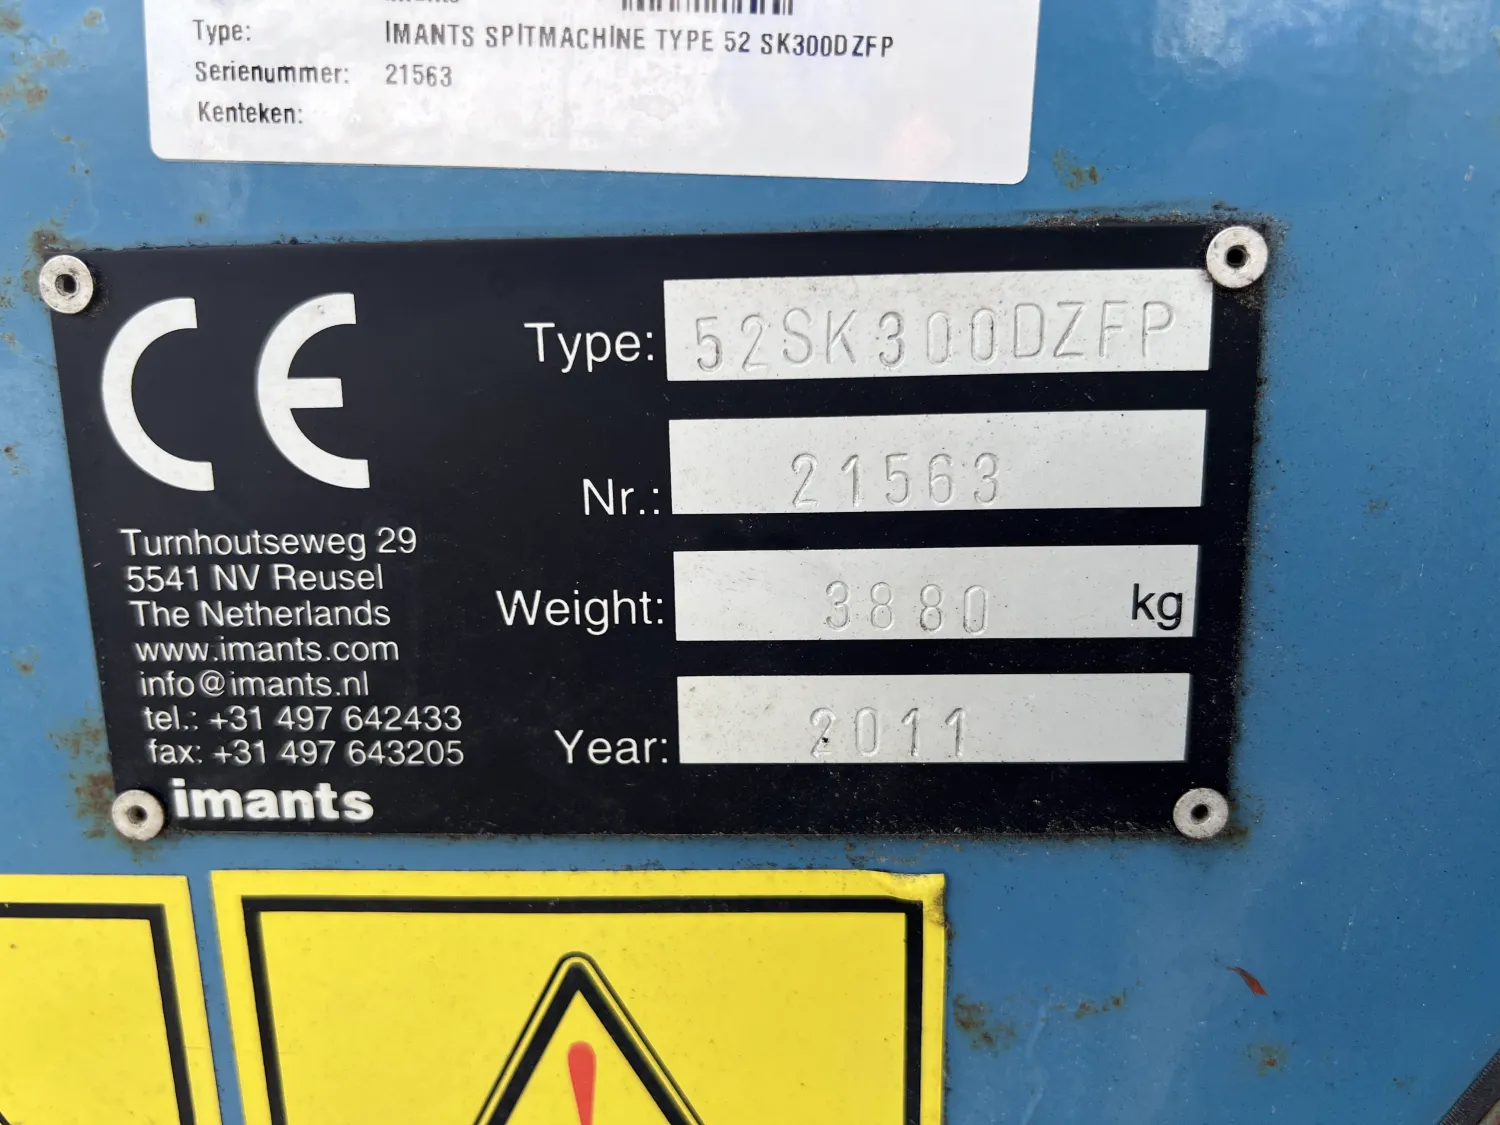 Type: IMANTS SPITMACHINE TYPE 52 SK300DZFP
Serienummer: 21563
Kenteken:
CE
Type: 52SK300DZFP
Nr.: 21563
Weight: 3880 kg
Year: 2011
Turnhoutseweg 29
5541 NV Reusel
The Netherlands
www.imants.com
info@imants.nl
tel.: +31 497 642433
fax: +31 497 643205
imants